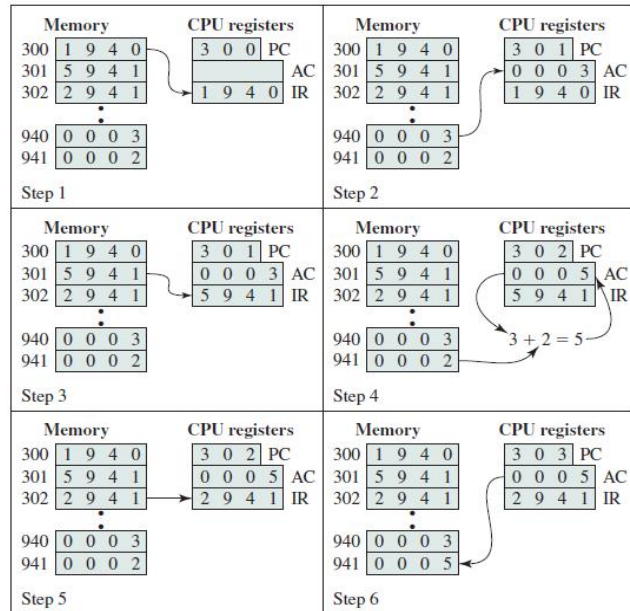 Memory CPU registers
300 1 9 4 0 3 0 0 PC
301 5 9 4 1 AC
302 2 9 4 1 1 9 4 0 IR
940 0 0 0 3
941 0 0 0 2
Step 1
Memory CPU registers
300 1 9 4 0 3 0 1 PC
301 5 9 4 1 0 0 0 3 AC
302 2 9 4 1 1 9 4 0 IR
940 0 0 0 3
941 0 0 0 2
Step 2
Memory CPU registers
300 1 9 4 0 3 0 1 PC
301 5 9 4 1 0 0 0 3 AC
302 2 9 4 1 5 9 4 1 IR
940 0 0 0 3
941 0 0 0 2
Step 3
Memory CPU registers
300 1 9 4 0 3 0 2 PC
301 5 9 4 1 0 0 0 5 AC
302 2 9 4 1 5 9 4 1 IR
940 0 0 0 3 3 + 2 = 5
941 0 0 0 2
Step 4
Memory CPU registers
300 1 9 4 0 3 0 2 PC
301 5 9 4 1 0 0 0 5 AC
302 2 9 4 1 2 9 4 1 IR
940 0 0 0 3
941 0 0 0 2
Step 5
Memory CPU registers
300 1 9 4 0 3 0 3 PC
301 5 9 4 1 0 0 0 5 AC
302 2 9 4 1 2 9 4 1 IR
940 0 0 0 3
941 0 0 0 5
Step 6